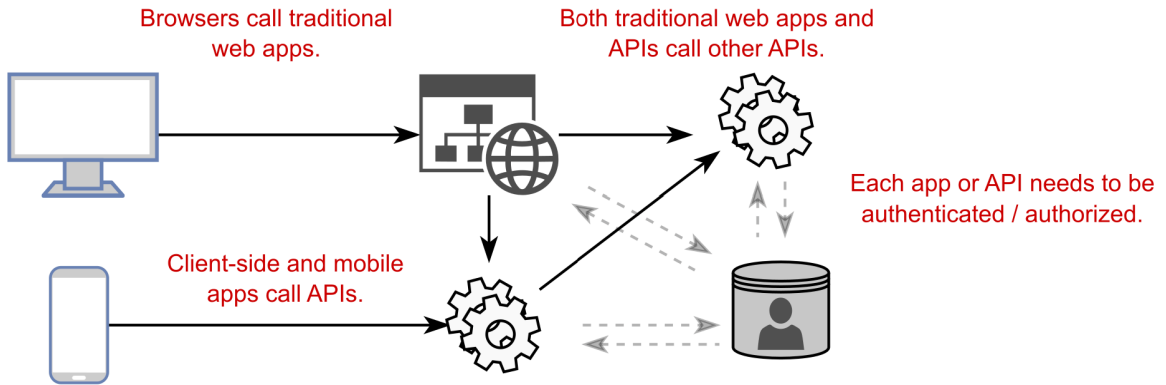 Browsers call traditional
web apps.
Both traditional web apps and
APIs call other APIs.
Each app or API needs to be
authenticated / authorized.
Client-side and mobile
apps call APIs.